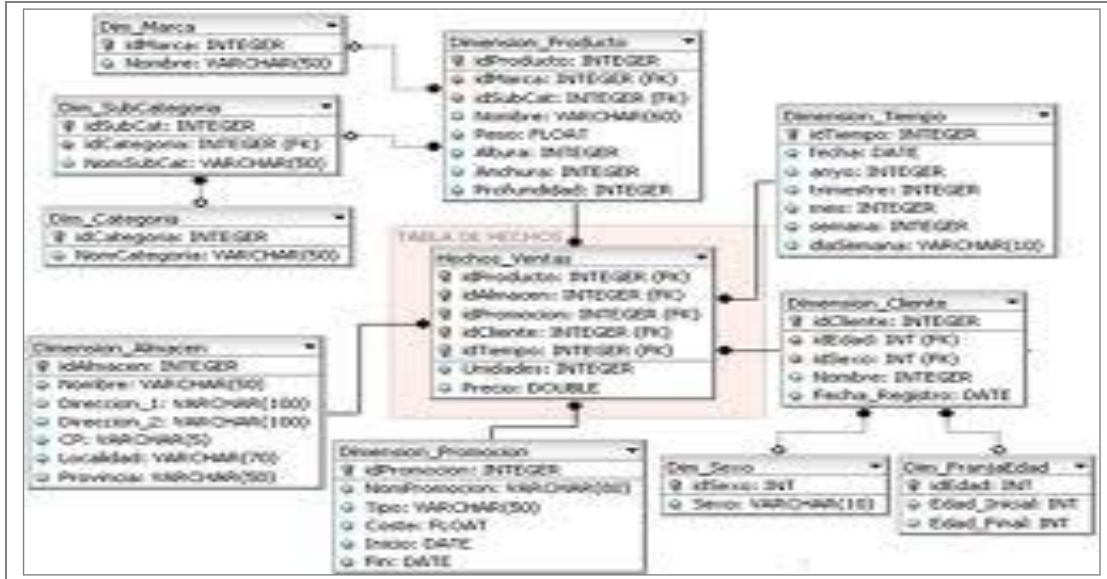 Dim_Marca
idMarca: INTEGER
Nombre: VARCHAR(50)
Dim_SubCategoria
idSubCat: INTEGER
idCategoria: INTEGER (FK)
NomSubCat: VARCHAR(50)
Dim_Categoria
idCategoria: INTEGER
NomCategoria: VARCHAR(50)
Dimension_Producto
idProducto: INTEGER
idMarca: INTEGER (FK)
idSubCat: INTEGER (FK)
Nombre: VARCHAR(60)
Peso: FLOAT
Altura: INTEGER
Anchura: INTEGER
Profundidad: INTEGER
Dimension_Tiempo
idTiempo: INTEGER
fecha: DATE
anyo: INTEGER
trimestre: INTEGER
mes: INTEGER
semana: INTEGER
diaSemana: VARCHAR(10)
TABLA DE HECHOS
Hechos_Ventas
idProducto: INTEGER (FK)
idAlmacen: INTEGER (FK)
idPromocion: INTEGER (FK)
idCliente: INTEGER (FK)
idTiempo: INTEGER (FK)
Unidades: INTEGER
Precio: DOUBLE
Dimension_Cliente
idCliente: INTEGER
idEdad: INT (FK)
idSexo: INT (FK)
Nombre: INTEGER
Fecha_Registro: DATE
Dimension_Almacen
idAlmacen: INTEGER
Nombre: VARCHAR(50)
Direccion_1: VARCHAR(100)
Direccion_2: VARCHAR(100)
CP: VARCHAR(5)
Localidad: VARCHAR(70)
Provincia: VARCHAR(50)
Dimension_Promocion
idPromocion: INTEGER
NomPromocion: VARCHAR(60)
Tipo: VARCHAR(50)
Coste: FLOAT
Inicio: DATE
Fin: DATE
Dim_Sexo
idSexo: INT
Sexo: VARCHAR(10)
Dim_FranjaEdad
idEdad: INT
Edad_Inicial: INT
Edad_Final: INT